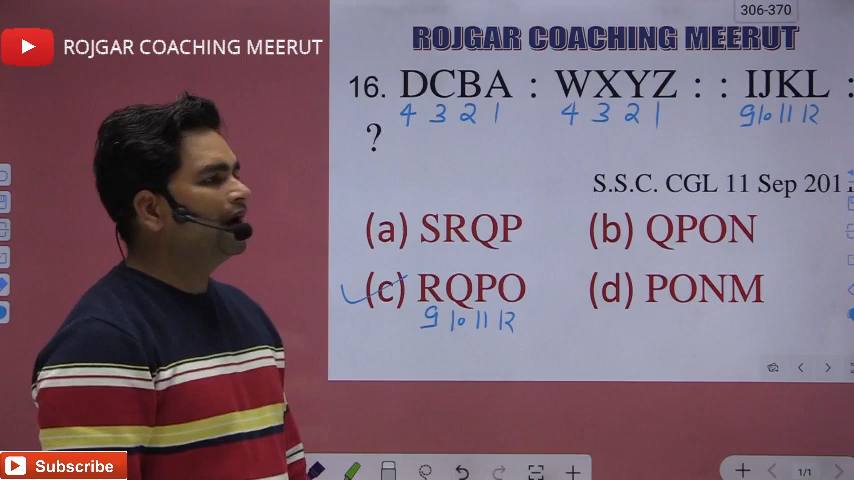 306-370
ROJGAR COACHING MEERUT
ROJGAR COACHING MEERUT
16. DCBA : WXYZ : : IJKL :
4 3 2 1 4 3 2 1 9 10 11 12
?
S.S.C. CGL 11 Sep 201
(a) SRQP (b) QPON
(c) RQPO (d) PONM
9 10 11 12
Subscribe
1/1